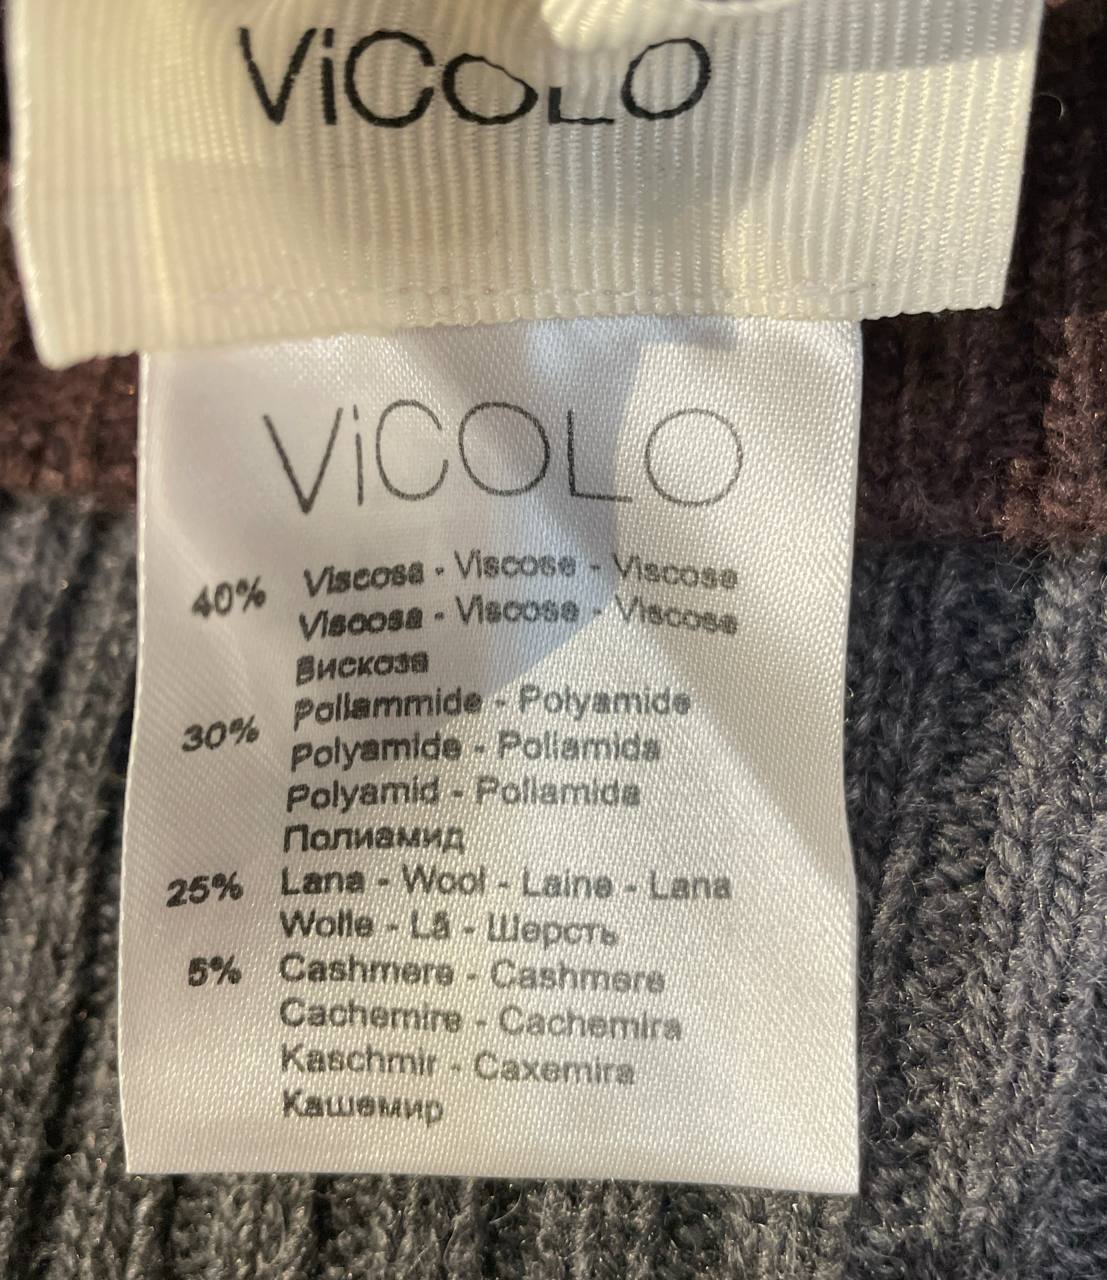 ViCOLO
ViCOLO
40% Viscosa - Viscose - Viscose
Viscosa - Viscose - Viscose
Вискоза
30% Poliammide - Polyamide
Polyamide - Poliamida
Polyamid - Poliamida
Полиамид
25% Lana - Wool - Laine - Lana
Wolle - Lã - Шерсть
5% Cashmere - Cashmere
Cachemire - Cachemira
Kaschmir - Caxemira
Кашемир